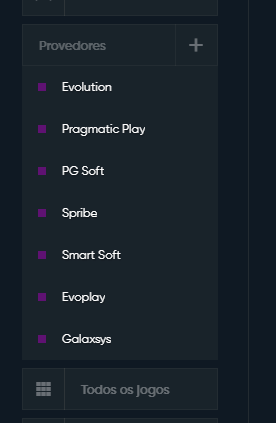 Provedores
Evolution
Pragmatic Play
PG Soft
Spribe
Smart Soft
Evoplay
Galaxsys
Todos os Jogos